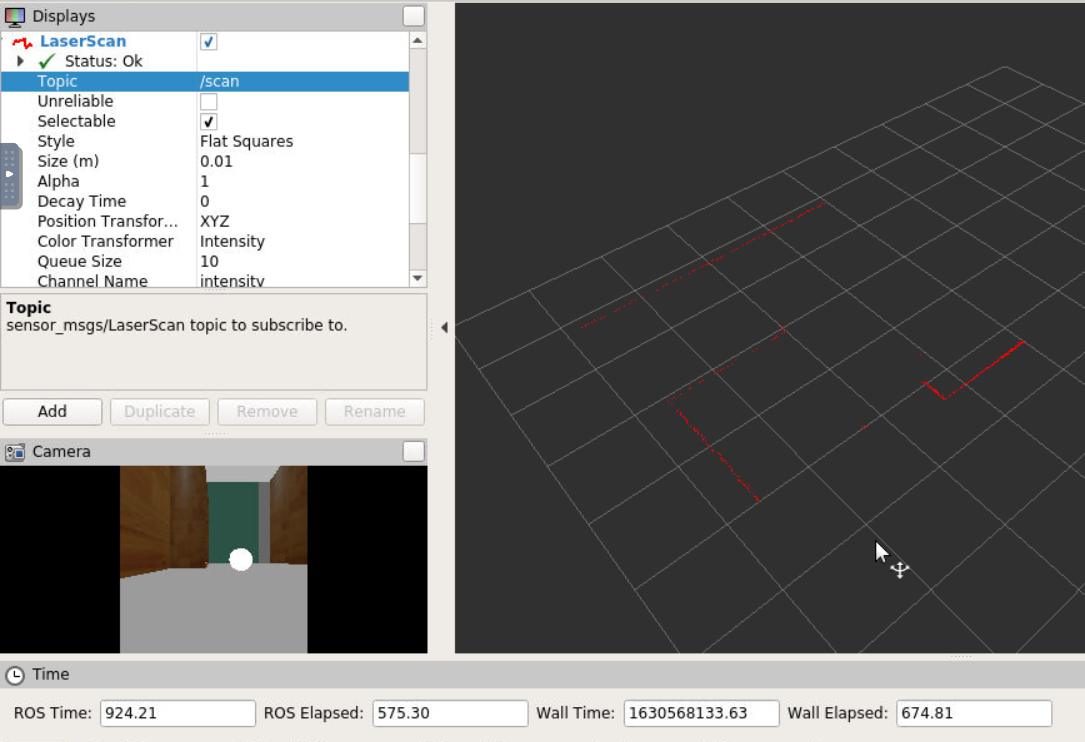 Displays
LaserScan
Status: Ok
Topic /scan
Unreliable
Selectable
Style Flat Squares
Size (m) 0.01
Alpha 1
Decay Time 0
Position Transfor... XYZ
Color Transformer Intensity
Queue Size 10
Channel Name intensity
Topic
sensor_msgs/LaserScan topic to subscribe to.
Add Duplicate Remove Rename
Camera
Time
ROS Time: 924.21 ROS Elapsed: 575.30 Wall Time: 1630568133.63 Wall Elapsed: 674.81